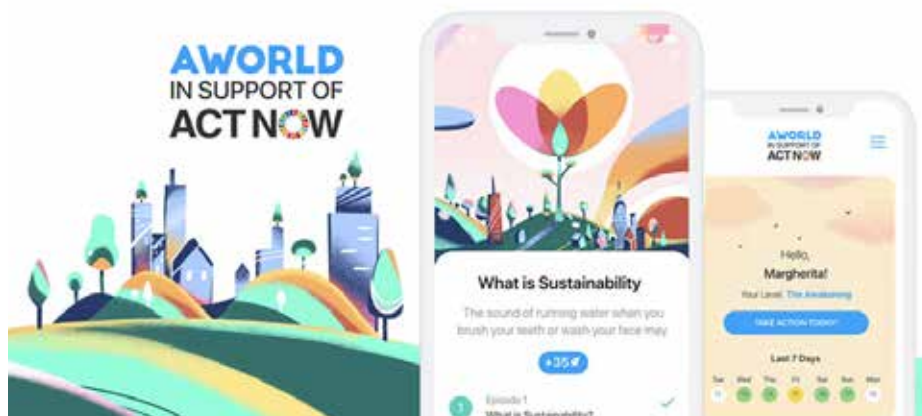 AWORLD
IN SUPPORT OF
ACT NOW
What is Sustainability
The sound of running water when you
brush your teeth or wash your face may
+35
1
Episode 1
What is Sustainability?
AWORLD
IN SUPPORT OF
ACT NOW
Hello,
Margherita!
Your Level: The Awakening
TAKE ACTION TODAY!
Last 7 Days
Tue Wed Thu Fri Sat Sun Mon